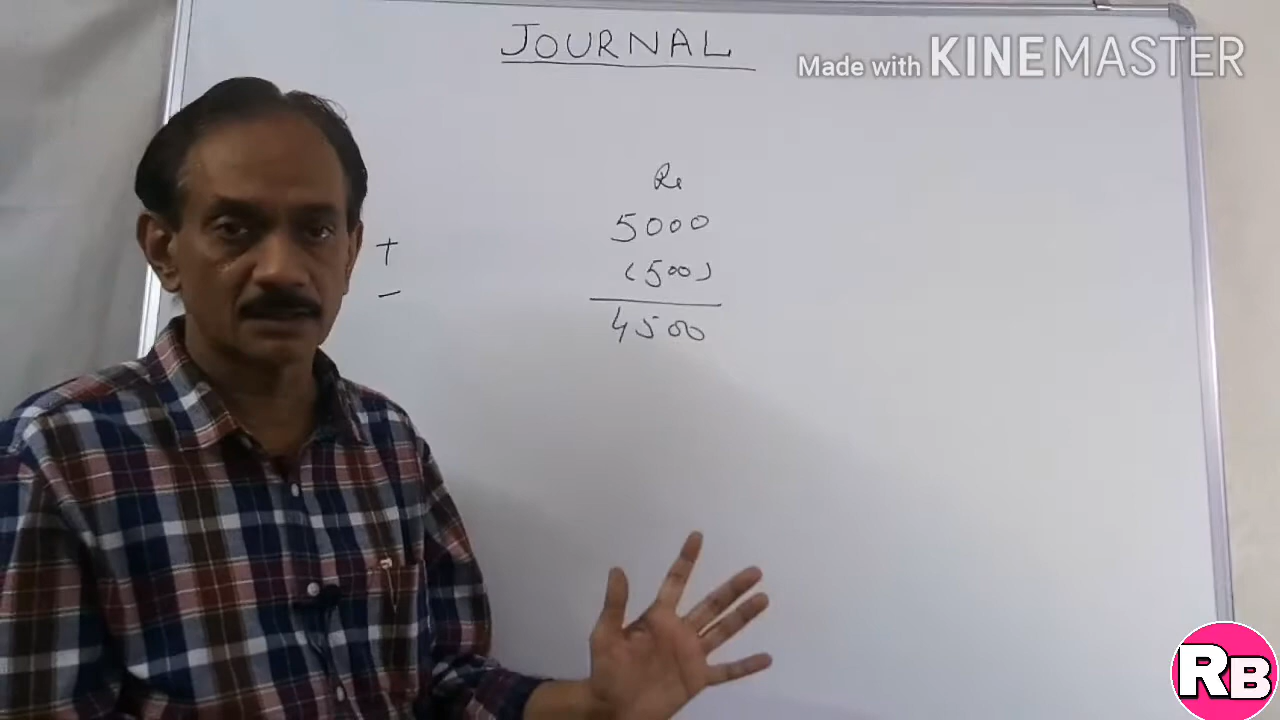 JOURNAL
Made with KINEMASTER
Rs
5000
+
(500)
-
4500
RB